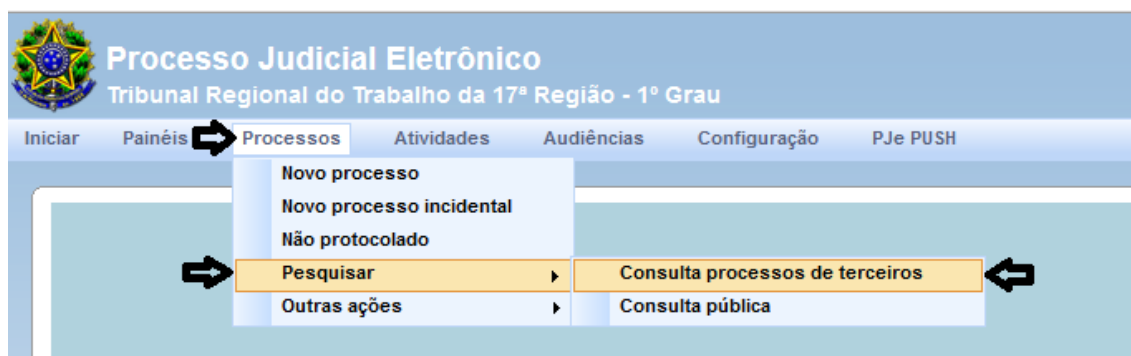 Processo Judicial Eletrônico
Tribunal Regional do Trabalho da 17ª Região - 1º Grau
Iniciar Painéis Processos Atividades Audiências Configuração PJe PUSH
Novo processo
Novo processo incidental
Não protocolado
Pesquisar Consulta processos de terceiros
Outras ações Consulta pública